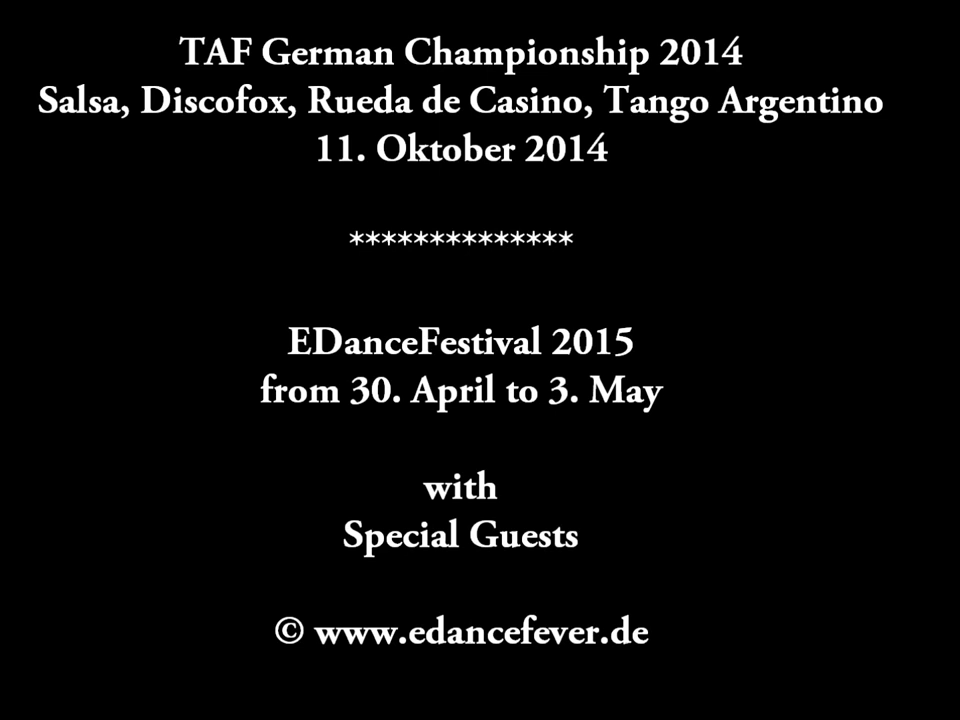 TAF German Championship 2014
Salsa, Discofox, Rueda de Casino, Tango Argentino
11. Oktober 2014
**************
EDanceFestival 2015
from 30. April to 3. May
with
Special Guests
© www.edancefever.de